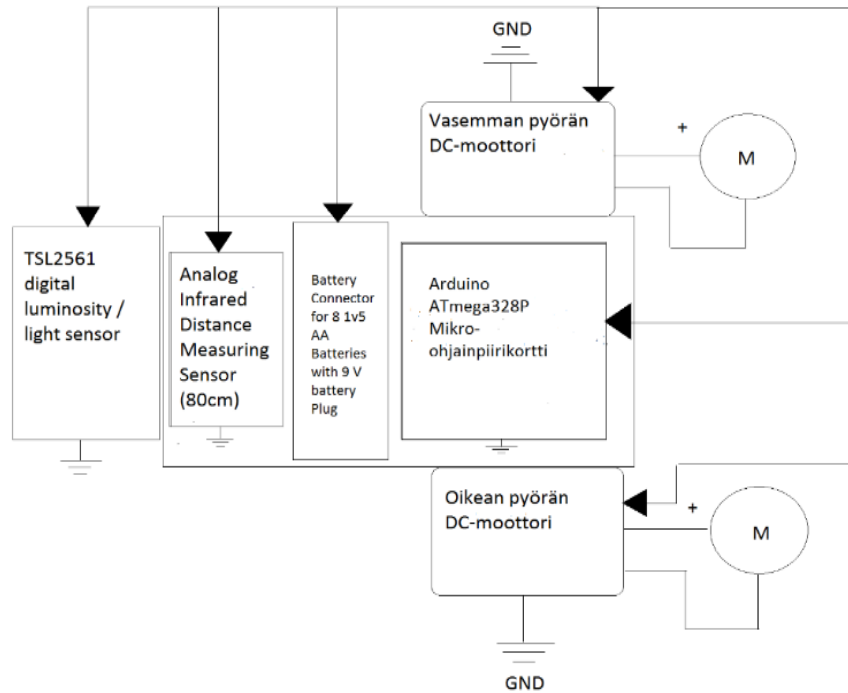 GND
Vasemman pyörän
DC-moottori
+
M
TSL2561
digital
luminosity /
light sensor
Analog
Infrared
Distance
Measuring
Sensor
(80cm)
Battery
Connector
for 8 1v5
AA
Batteries
with 9 V
battery
Plug
Arduino
ATmega328P
Mikro-
ohjainpiirikortti
Oikean pyörän
DC-moottori
+
M
GND